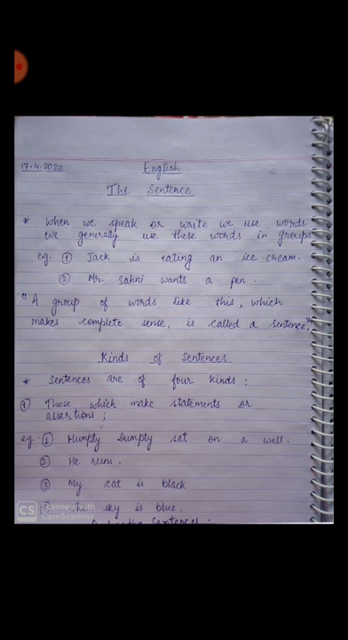 17.4.2020 English
The Sentence
* When we speak or write we use words.
We generally use these words in groups
eg. ① Jack is eating an ice cream.
② Mr. Sahni wants a pen.
"A group of words like this, which
makes complete sense, is called a sentence."
Kinds of Sentences
* Sentences are of four kinds:
① Those which make statements or
assertions;
eg ① Humpty Dumpty sat on a wall.
② He runs.
③ My cat is black
sky is blue.
Sentences:
CS Scanned with
CamScanner